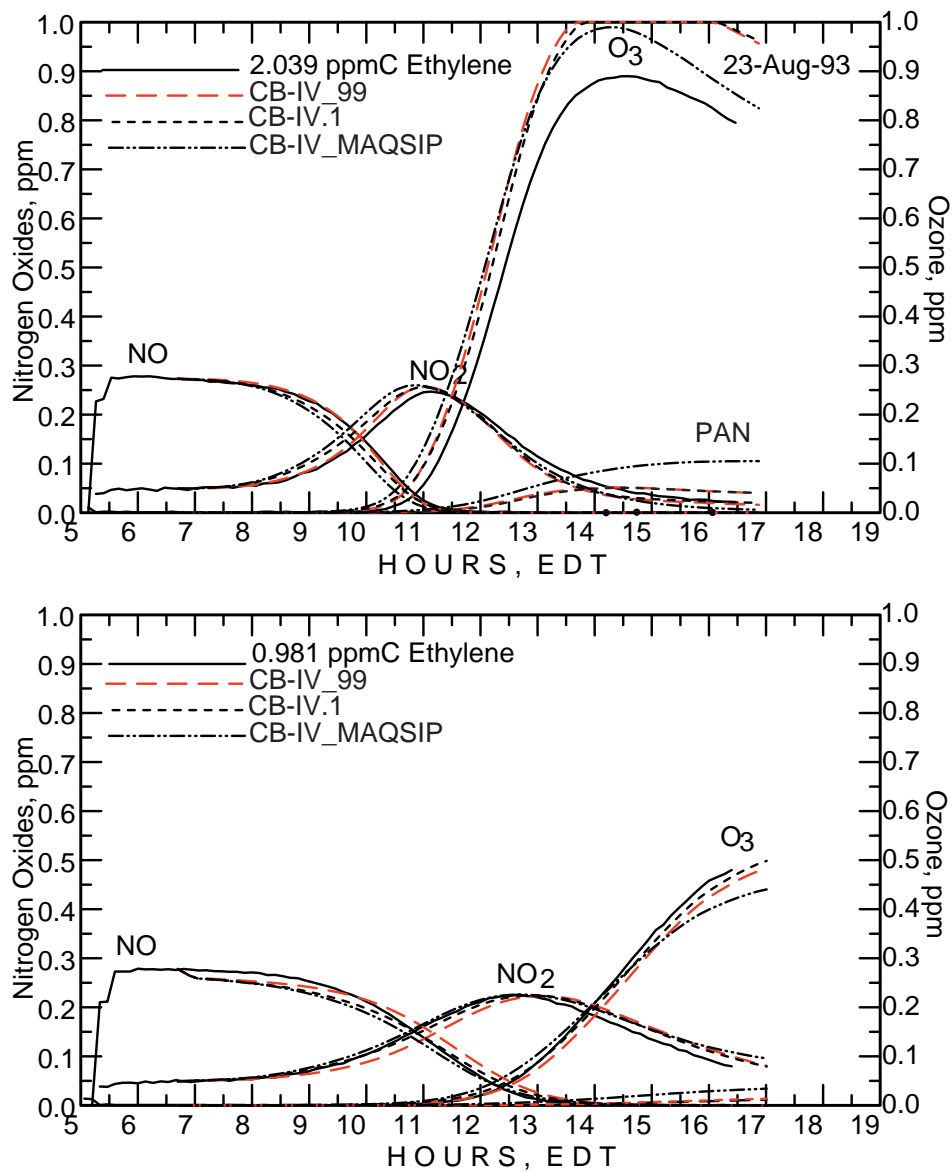 2.039 ppmC Ethylene
CB-IV_99
CB-IV.1
CB-IV_MAQSIP
O3
23-Aug-93
NO
NO2
PAN
Nitrogen Oxides, ppm
1.0
0.9
0.8
0.7
0.6
0.5
0.4
0.3
0.2
0.1
0.0
Ozone, ppm
1.0
0.9
0.8
0.7
0.6
0.5
0.4
0.3
0.2
0.1
0.0
5 6 7 8 9 10 11 12 13 14 15 16 17 18 19
HOURS, EDT
0.981 ppmC Ethylene
CB-IV_99
CB-IV.1
CB-IV_MAQSIP
O3
NO
NO2
Nitrogen Oxides, ppm
1.0
0.9
0.8
0.7
0.6
0.5
0.4
0.3
0.2
0.1
0.0
Ozone, ppm
1.0
0.9
0.8
0.7
0.6
0.5
0.4
0.3
0.2
0.1
0.0
5 6 7 8 9 10 11 12 13 14 15 16 17 18 19
HOURS, EDT